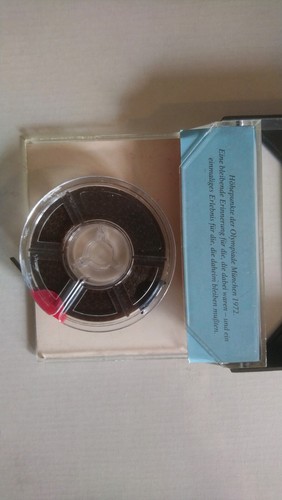 Höhepunkte der Olympiade München 1972.
Eine bleibende Erinnerung für die, die dabei waren – und ein
einmaliges Erlebnis für die, die daheim bleiben mußten.